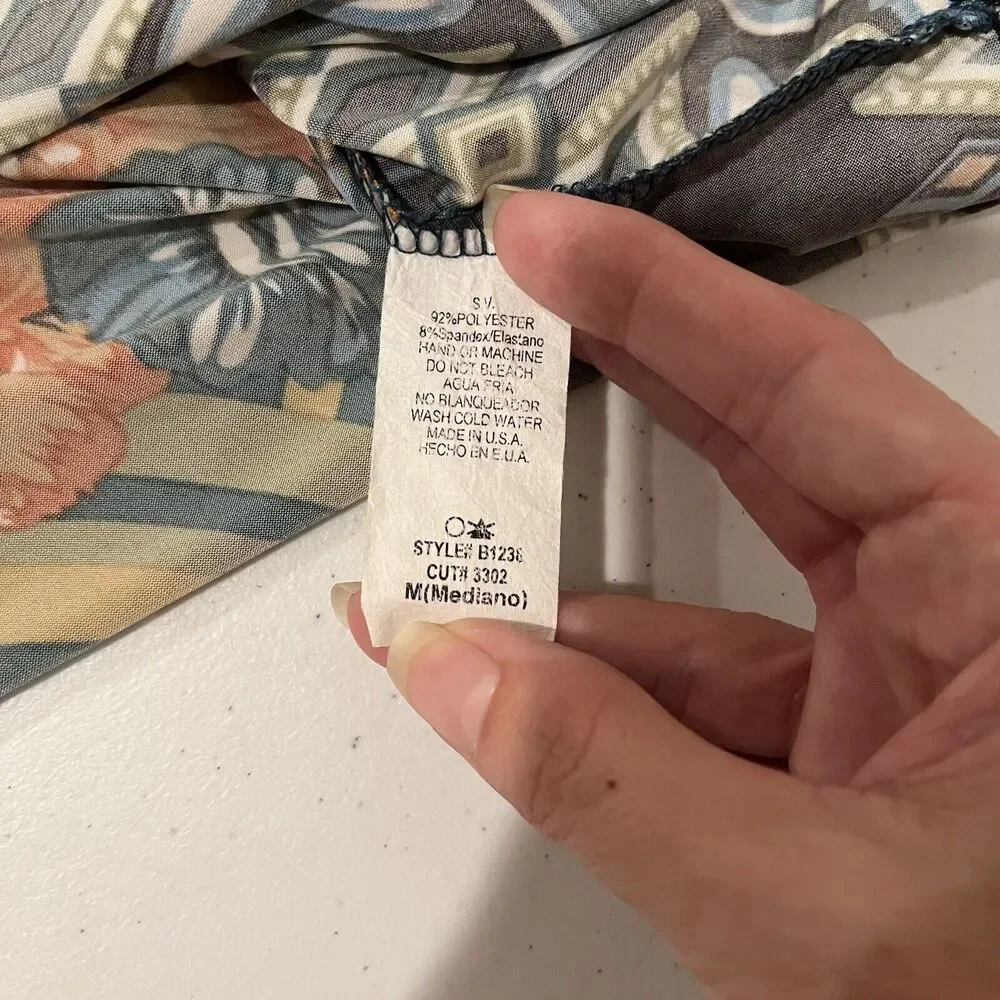 S.V.
92%POLYESTER
8%Spandex/Elastano
HAND OR MACHINE
DO NOT BLEACH
AGUA FRIA
NO BLANQUEADOR
WASH COLD WATER
MADE IN U.S.A.
HECHO EN E.U.A.
STYLE# B1236
CUT# 3302
M(Mediano)